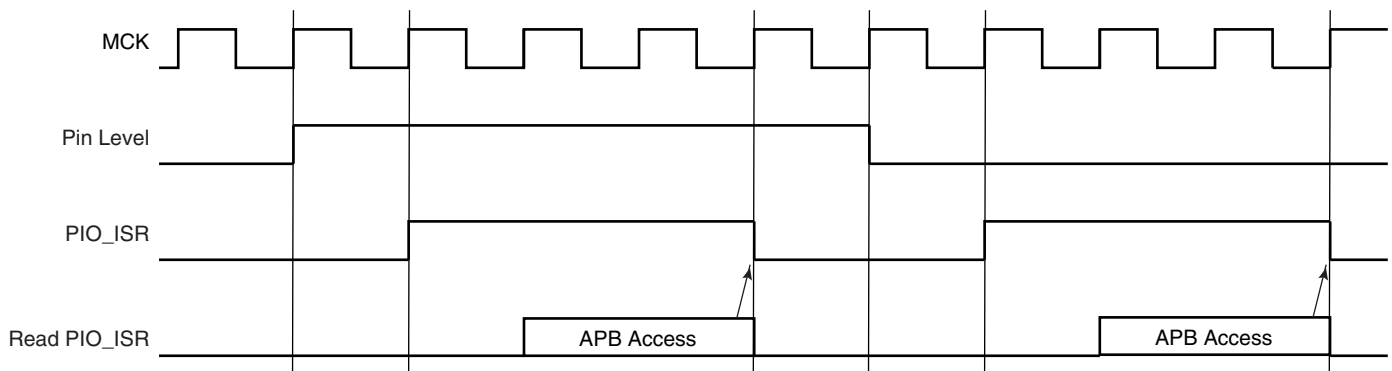 MCK
Pin Level
PIO_ISR
Read PIO_ISR
APB Access
APB Access